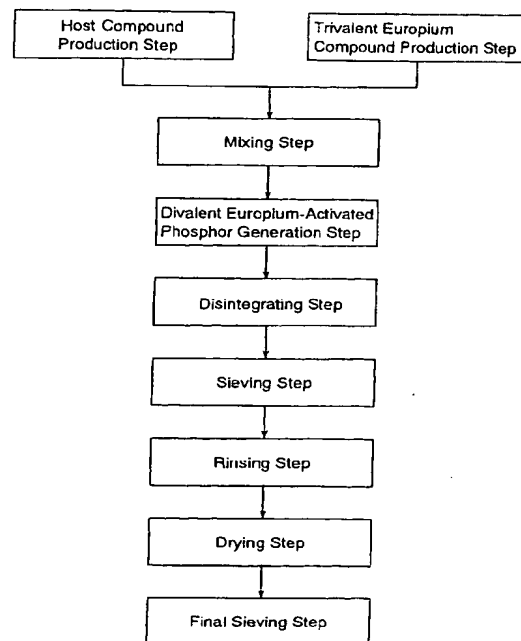 Host Compound
Production Step
Trivalent Europium
Compound Production Step
Mixing Step
Divalent Europium-Activated
Phosphor Generation Step
Disintegrating Step
Sieving Step
Rinsing Step
Drying Step
Final Sieving Step